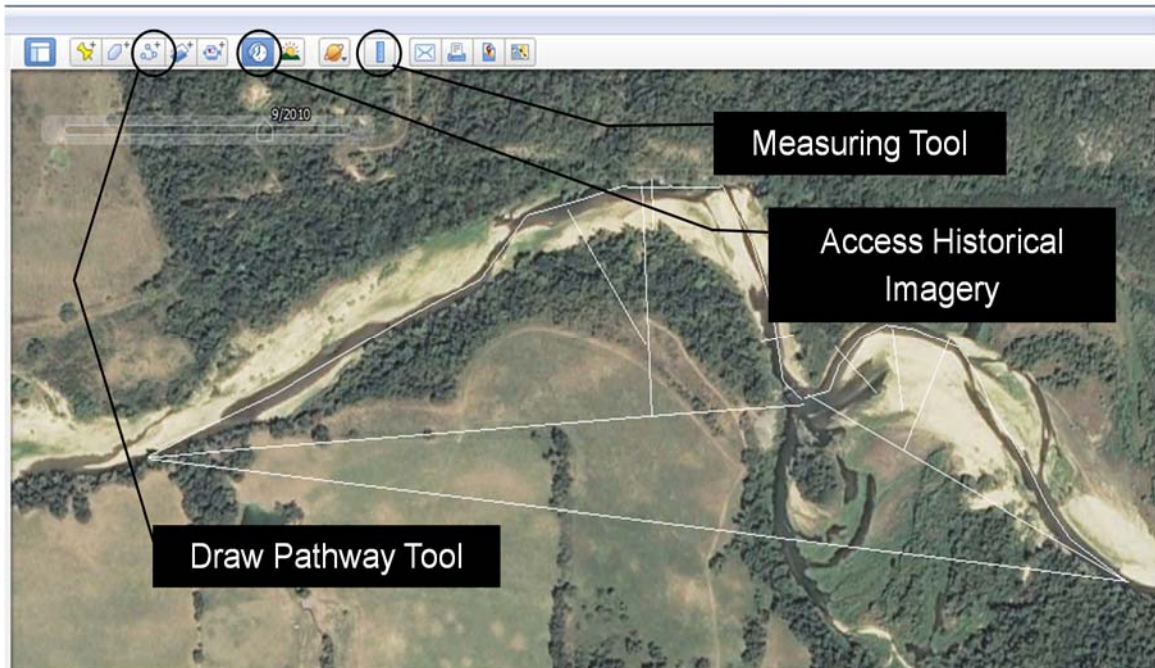 9/2010
Measuring Tool
Access Historical
Imagery
Draw Pathway Tool